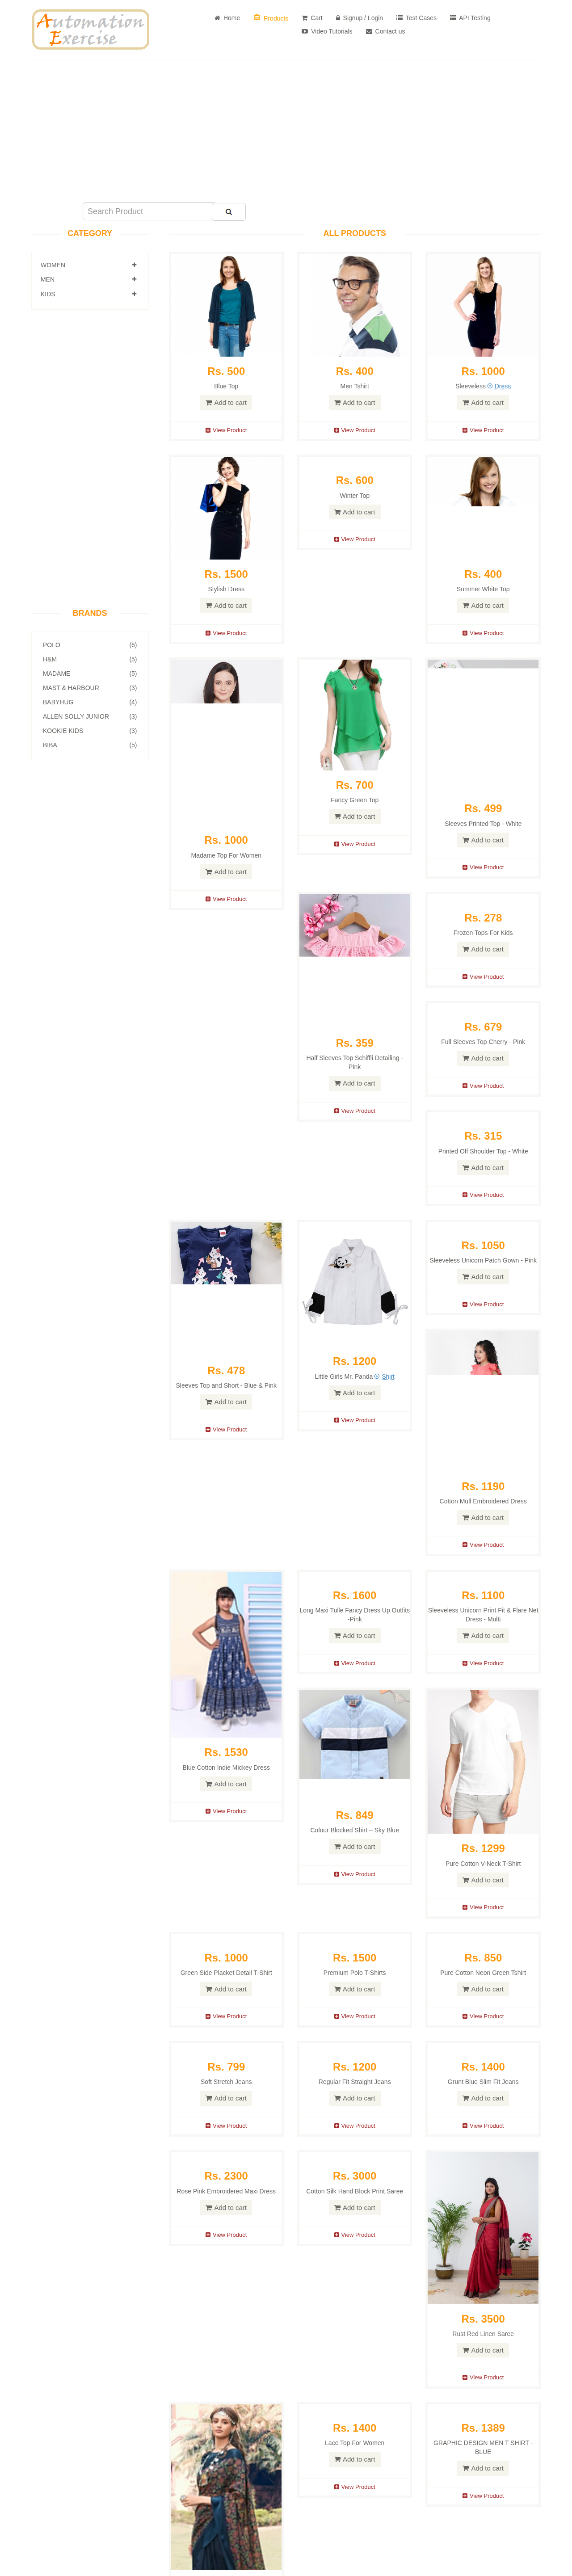 Automation
Exercise
Home
Products
Cart
Signup / Login
Test Cases
API Testing
Video Tutorials
Contact us
Search Product
CATEGORY
WOMEN
MEN
KIDS
BRANDS
POLO (6)
H&M (5)
MADAME (5)
MAST & HARBOUR (3)
BABYHUG (4)
ALLEN SOLLY JUNIOR (3)
KOOKIE KIDS (3)
BIBA (5)
ALL PRODUCTS
Rs. 500
Blue Top
Add to cart
View Product
Rs. 400
Men Tshirt
Add to cart
View Product
Rs. 1000
Sleeveless Dress
Add to cart
View Product
Rs. 1500
Stylish Dress
Add to cart
View Product
Rs. 600
Winter Top
Add to cart
View Product
Rs. 400
Summer White Top
Add to cart
View Product
Rs. 1000
Madame Top For Women
Add to cart
View Product
Rs. 700
Fancy Green Top
Add to cart
View Product
Rs. 499
Sleeves Printed Top - White
Add to cart
View Product
Rs. 359
Half Sleeves Top Schiffli Detailing -
Pink
Add to cart
View Product
Rs. 278
Frozen Tops For Kids
Add to cart
View Product
Rs. 679
Full Sleeves Top Cherry - Pink
Add to cart
View Product
Rs. 315
Printed Off Shoulder Top - White
Add to cart
View Product
Rs. 478
Sleeves Top and Short - Blue & Pink
Add to cart
View Product
Rs. 1200
Little Girls Mr. Panda Shirt
Add to cart
View Product
Rs. 1050
Sleeveless Unicorn Patch Gown - Pink
Add to cart
View Product
Rs. 1190
Cotton Mull Embroidered Dress
Add to cart
View Product
Rs. 1530
Blue Cotton Indie Mickey Dress
Add to cart
View Product
Rs. 1600
Long Maxi Tulle Fancy Dress Up Outfits
-Pink
Add to cart
View Product
Rs. 1100
Sleeveless Unicorn Print Fit & Flare Net
Dress - Multi
Add to cart
View Product
Rs. 849
Colour Blocked Shirt – Sky Blue
Add to cart
View Product
Rs. 1299
Pure Cotton V-Neck T-Shirt
Add to cart
View Product
Rs. 1000
Green Side Placket Detail T-Shirt
Add to cart
View Product
Rs. 1500
Premium Polo T-Shirts
Add to cart
View Product
Rs. 850
Pure Cotton Neon Green Tshirt
Add to cart
View Product
Rs. 799
Soft Stretch Jeans
Add to cart
View Product
Rs. 1200
Regular Fit Straight Jeans
Add to cart
View Product
Rs. 1400
Grunt Blue Slim Fit Jeans
Add to cart
View Product
Rs. 2300
Rose Pink Embroidered Maxi Dress
Add to cart
View Product
Rs. 3000
Cotton Silk Hand Block Print Saree
Add to cart
View Product
Rs. 3500
Rust Red Linen Saree
Add to cart
View Product
Rs. 1400
Lace Top For Women
Add to cart
View Product
Rs. 1389
GRAPHIC DESIGN MEN T SHIRT -
BLUE
Add to cart
View Product